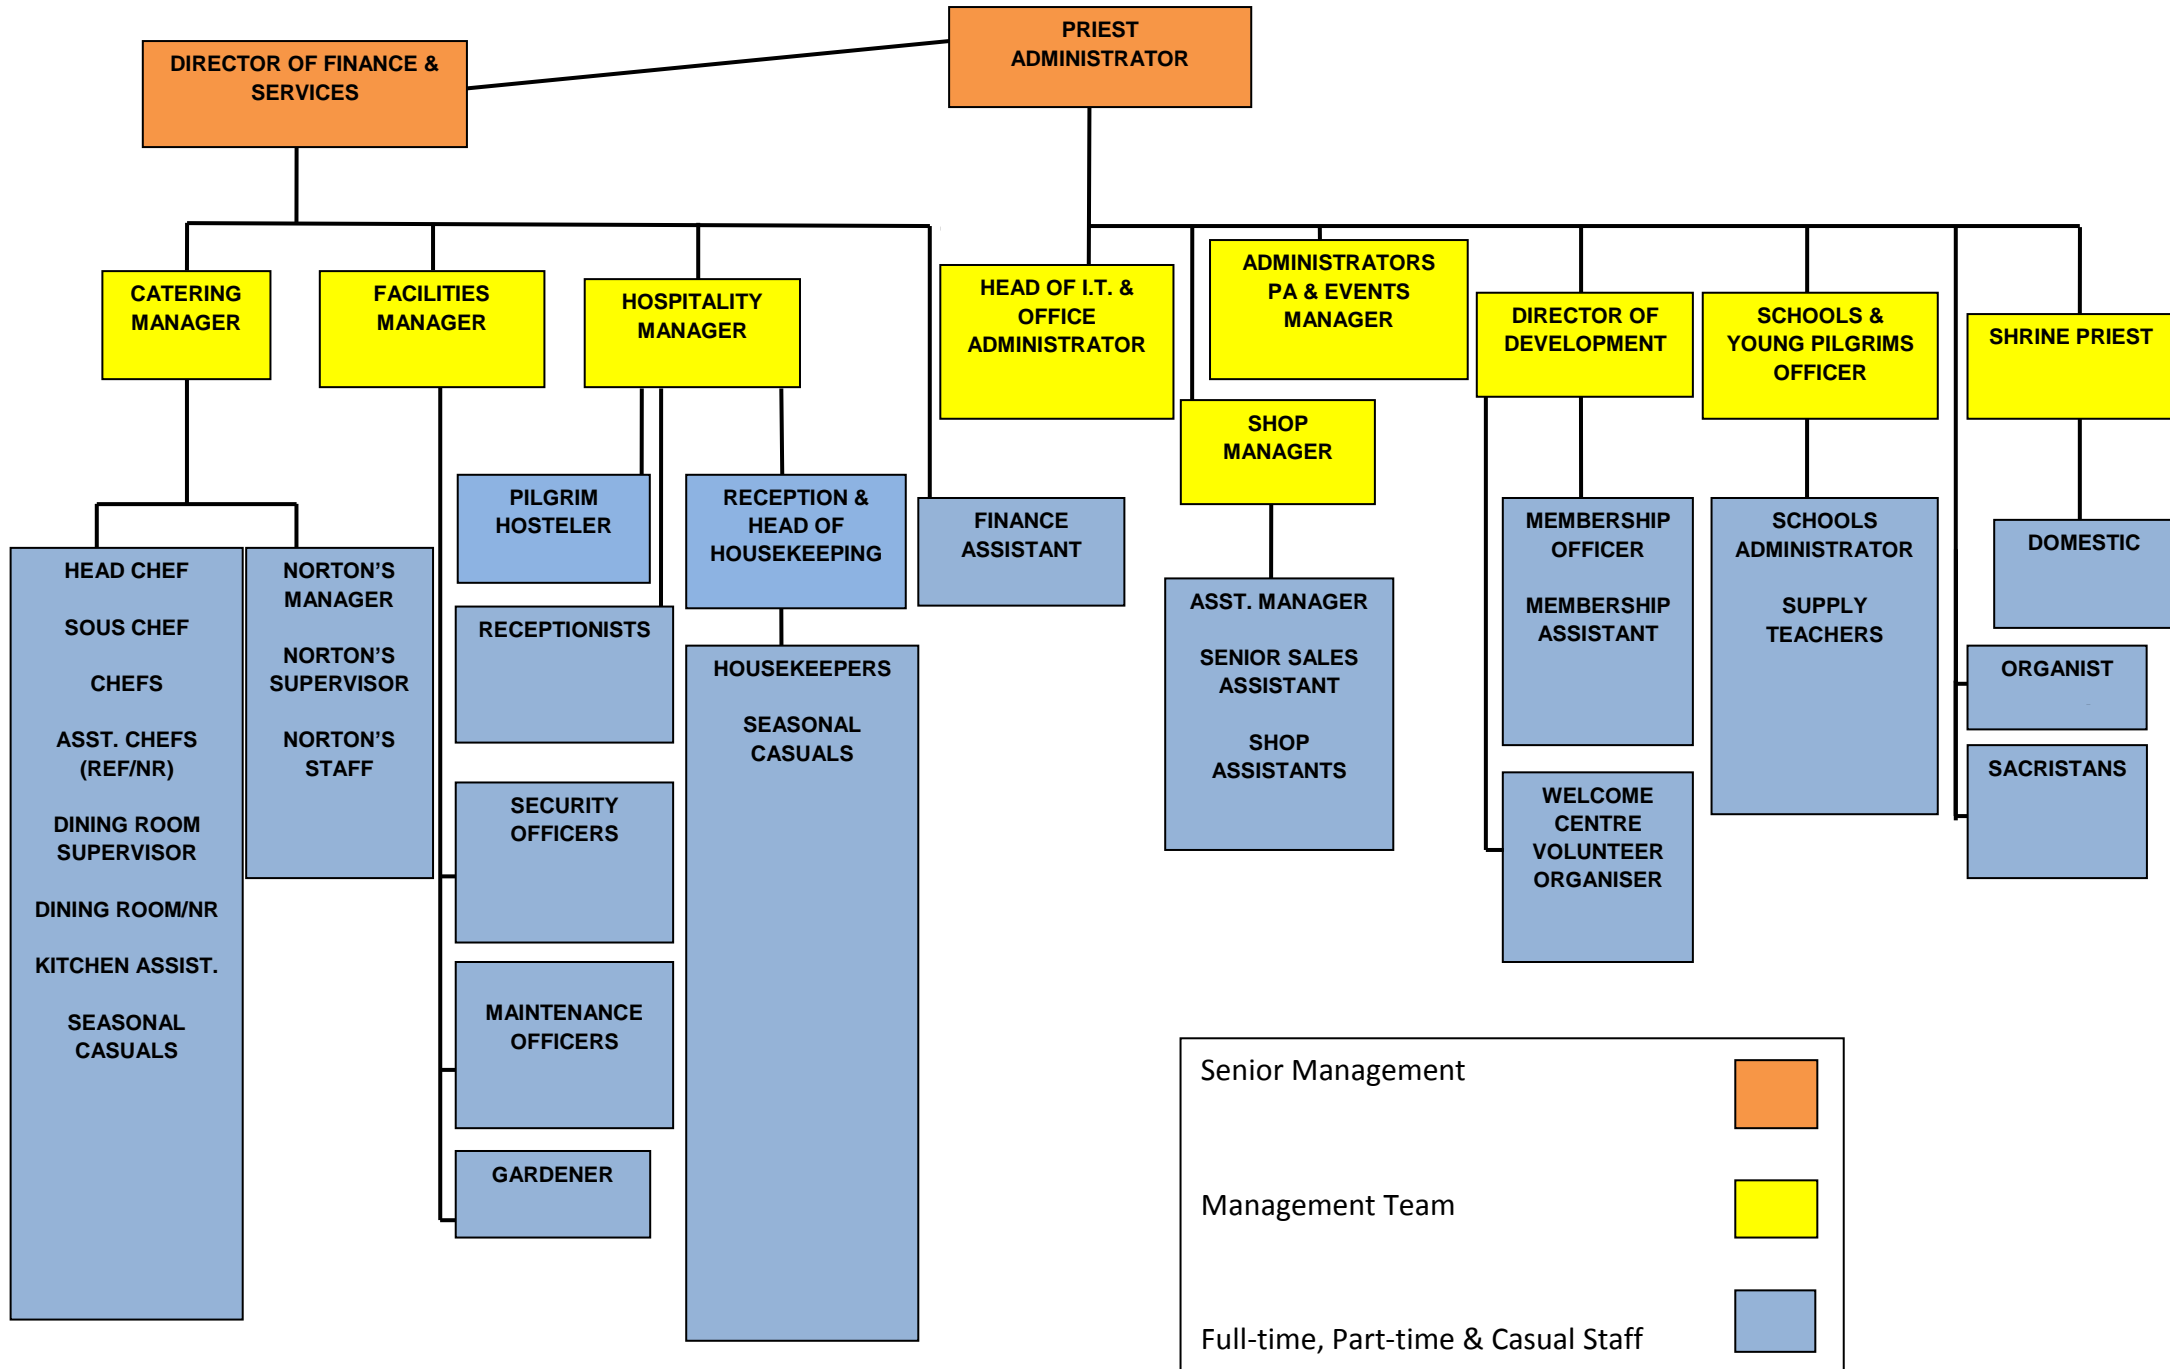 DIRECTOR OF FINANCE &
SERVICES
PRIEST
ADMINISTRATOR
CATERING
MANAGER
FACILITIES
MANAGER
HOSPITALITY
MANAGER
HEAD OF I.T. &
OFFICE
ADMINISTRATOR
ADMINISTRATORS
PA & EVENTS
MANAGER
SHOP
MANAGER
DIRECTOR OF
DEVELOPMENT
SCHOOLS &
YOUNG PILGRIMS
OFFICER
SHRINE PRIEST
HEAD CHEF
SOUS CHEF
CHEFS
ASST. CHEFS
(REF/NR)
DINING ROOM
SUPERVISOR
DINING ROOM/NR
KITCHEN ASSIST.
SEASONAL
CASUALS
NORTON’S
MANAGER
NORTON’S
SUPERVISOR
NORTON’S
STAFF
PILGRIM
HOSTELER
RECEPTIONISTS
SECURITY
OFFICERS
MAINTENANCE
OFFICERS
GARDENER
RECEPTION &
HEAD OF
HOUSEKEEPING
HOUSEKEEPERS
SEASONAL
CASUALS
FINANCE
ASSISTANT
ASST. MANAGER
SENIOR SALES
ASSISTANT
SHOP
ASSISTANTS
MEMBERSHIP
OFFICER
MEMBERSHIP
ASSISTANT
WELCOME
CENTRE
VOLUNTEER
ORGANISER
SCHOOLS
ADMINISTRATOR
SUPPLY
TEACHERS
DOMESTIC
ORGANIST
SACRISTANS
Senior Management
Management Team
Full-time, Part-time & Casual Staff